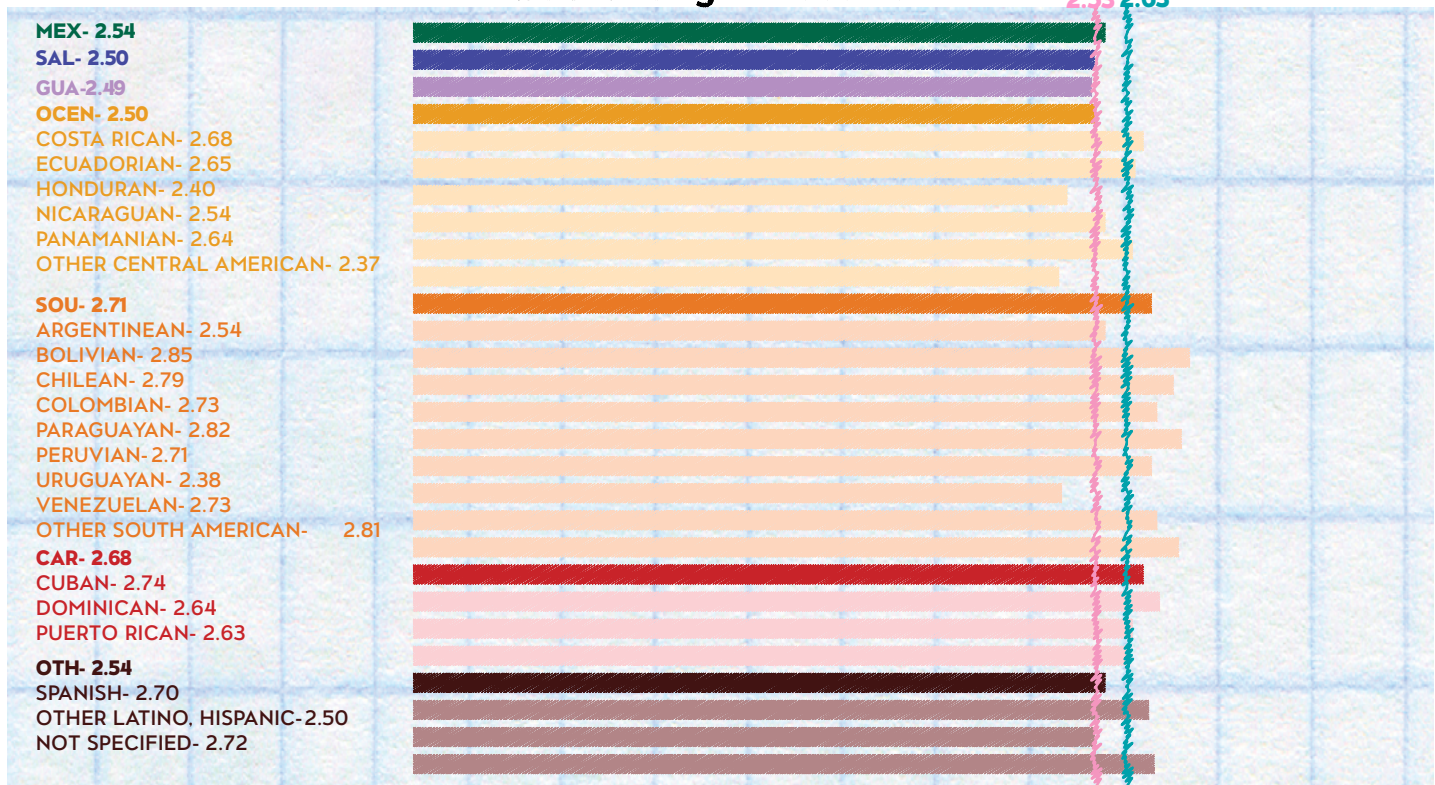 2.53 2.63
MEX- 2.54
SAL- 2.50
GUA-2.49
OCEN- 2.50
COSTA RICAN- 2.68
ECUADORIAN- 2.65
HONDURAN- 2.40
NICARAGUAN- 2.54
PANAMANIAN- 2.64
OTHER CENTRAL AMERICAN- 2.37
SOU- 2.71
ARGENTINEAN- 2.54
BOLIVIAN- 2.85
CHILEAN- 2.79
COLOMBIAN- 2.73
PARAGUAYAN- 2.82
PERUVIAN- 2.71
URUGUAYAN- 2.38
VENEZUELAN- 2.73
OTHER SOUTH AMERICAN- 2.81
CAR- 2.68
CUBAN- 2.74
DOMINICAN- 2.64
PUERTO RICAN- 2.63
OTH- 2.54
SPANISH- 2.70
OTHER LATINO, HISPANIC-2.50
NOT SPECIFIED- 2.72